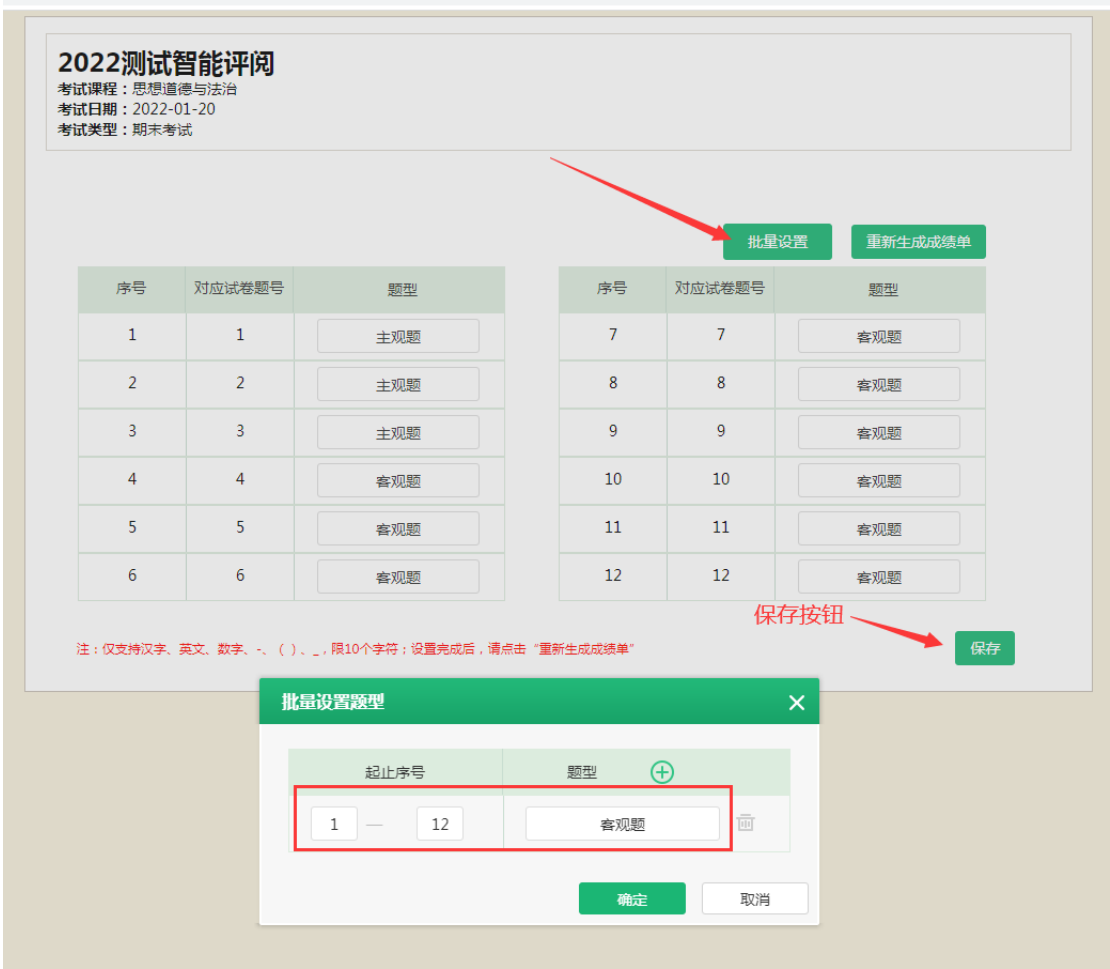 2022测试智能评阅
考试课程：思想道德与法治
考试日期：2022-01-20
考试类型：期末考试
批量设置 重新生成成绩单
序号 对应试卷题号 题型 序号 对应试卷题号 题型
1 1 主观题 7 7 客观题
2 2 主观题 8 8 客观题
3 3 主观题 9 9 客观题
4 4 客观题 10 10 客观题
5 5 客观题 11 11 客观题
6 6 客观题 12 12 客观题
保存按钮
注：仅支持汉字、英文、数字、-、（）、_，限10个字符；设置完成后，请点击“重新生成成绩单” 保存
批量设置题型
起止序号 题型
1 — 12 客观题
确定 取消